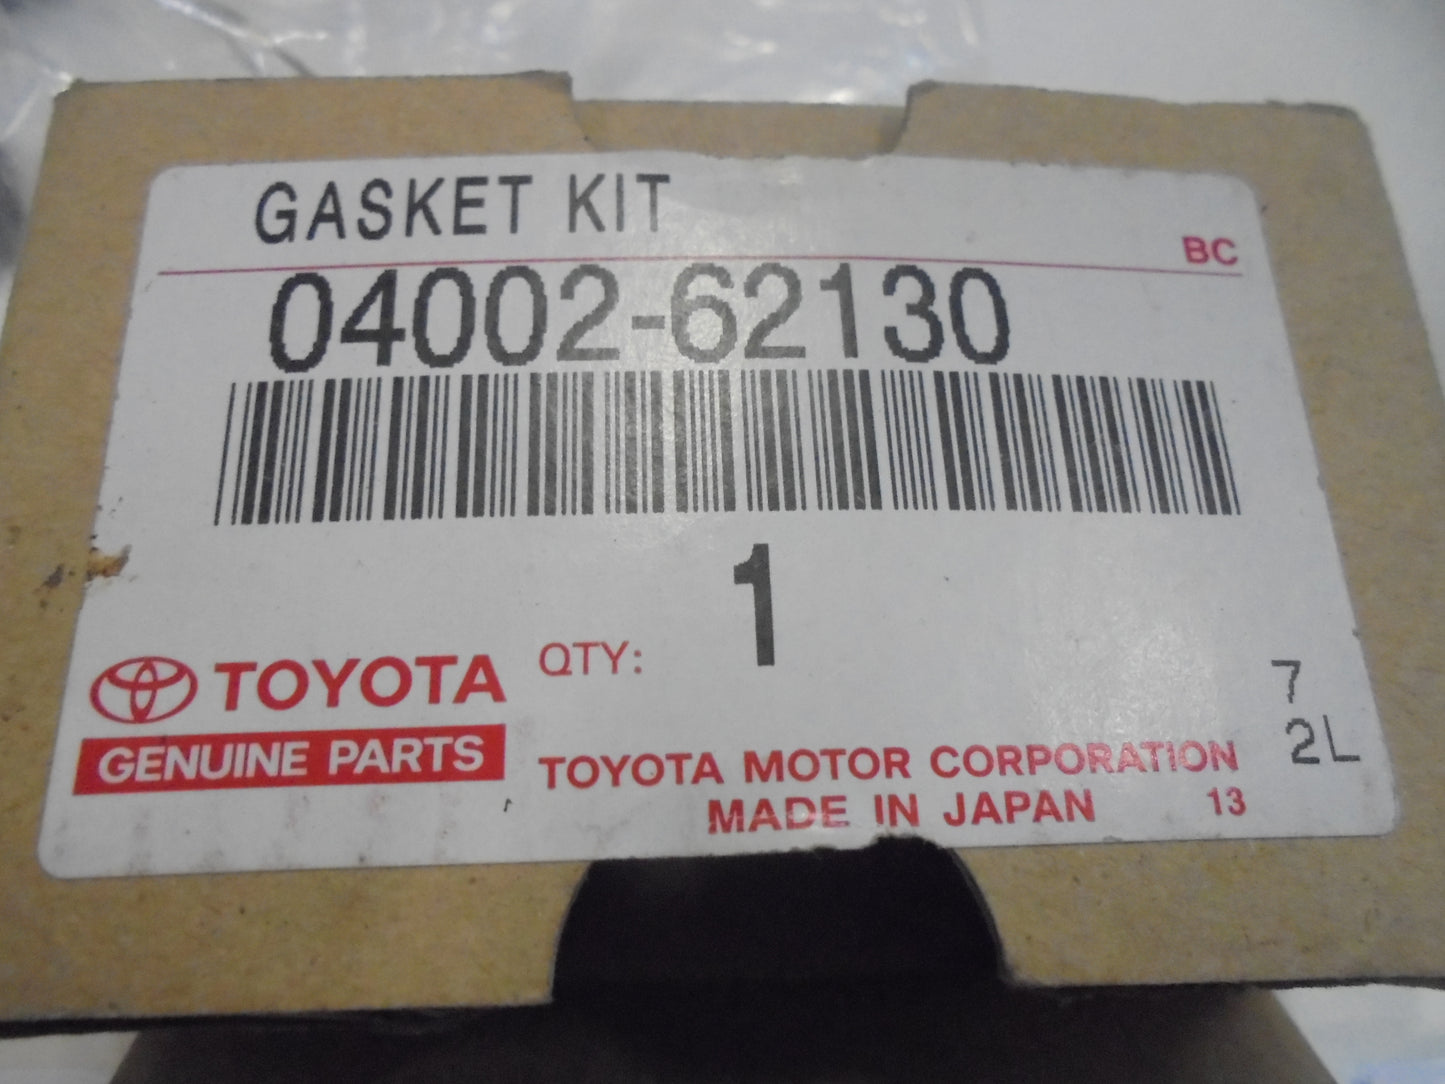 GASKET KIT
BC
04002-62130
1
QTY:
TOYOTA
GENUINE PARTS
7
2L
TOYOTA MOTOR CORPORATION
MADE IN JAPAN 13